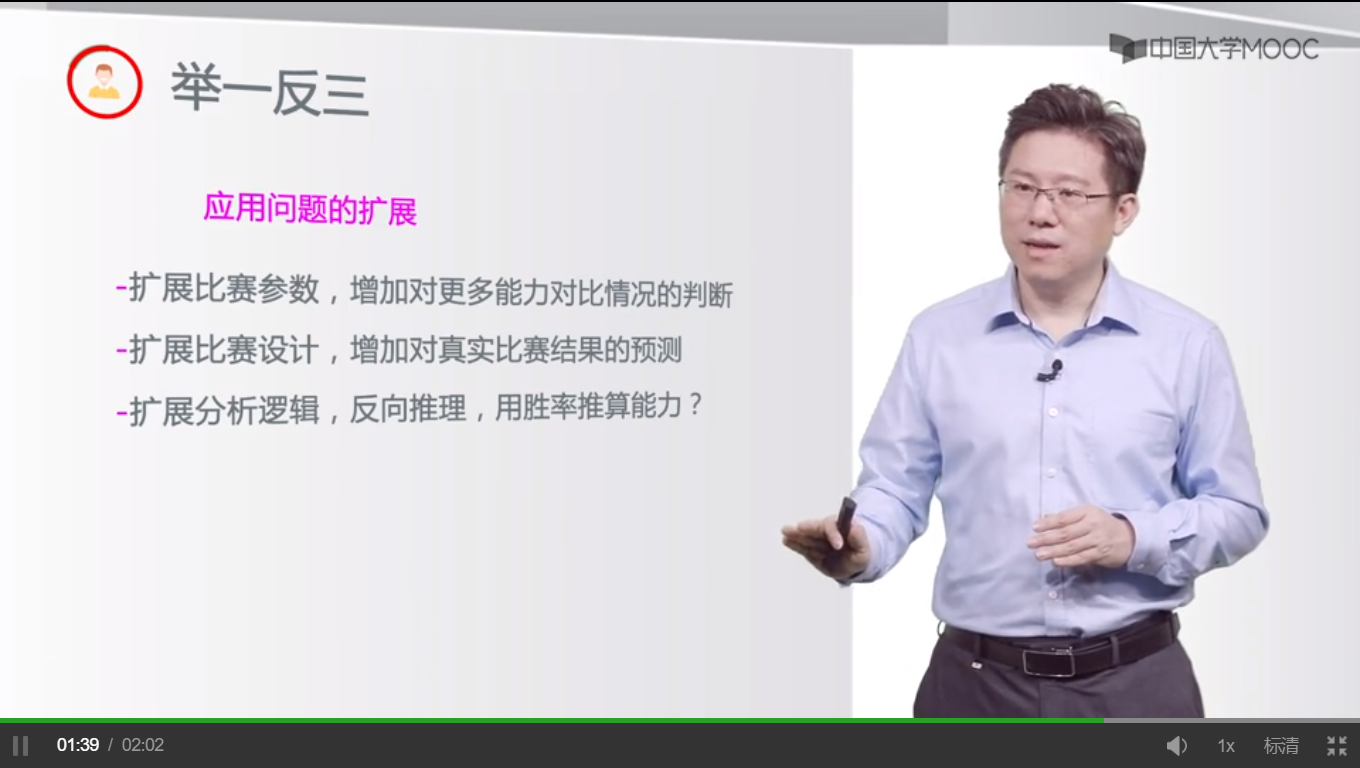 中国大学MOOC
举一反三
应用问题的扩展
-扩展比赛参数，增加对更多能力对比情况的判断
-扩展比赛设计，增加对真实比赛结果的预测
-扩展分析逻辑，反向推理，用胜率推算能力？
01:39 / 02:02 1x 标清